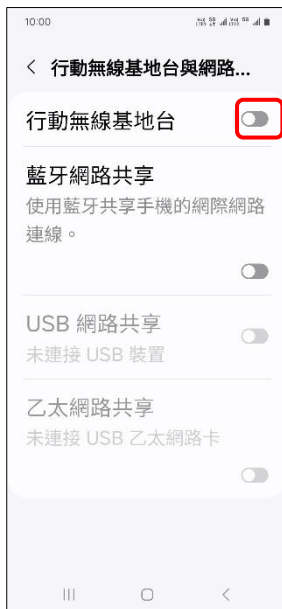 10:00
行動無線基地台與網路...
行動無線基地台
藍牙網路共享
使用藍牙共享手機的網際網路
連線。
USB 網路共享
未連接 USB 裝置
乙太網路共享
未連接 USB 乙太網路卡